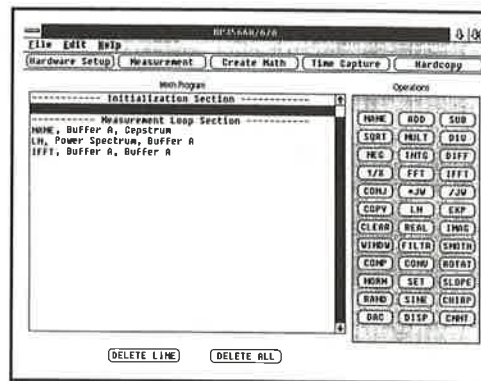 HP3566A/67A
File Edit Help
Hardware Setup Measurement Create Math Time Capture Hardcopy
Math Program
---------- Initialization Section ----------
---------- Measurement Loop Section ----------
NAME, Buffer A, Cepstrum
LN, Power Spectrum, Buffer A
IFFT, Buffer A, Buffer A
Operations
NAME ADD SUB
SQRT MULT DIV
NEG INTG DIFF
1/X FFT IFFT
CONJ *JW /JW
COPY LN EXP
CLEAR REAL IMAG
WINDW FILTR SMOTH
COMP CONV ROTAT
NORM SET SLOPE
RAND SINE CHIRP
DAC DISP CMNT
DELETE LINE DELETE ALL